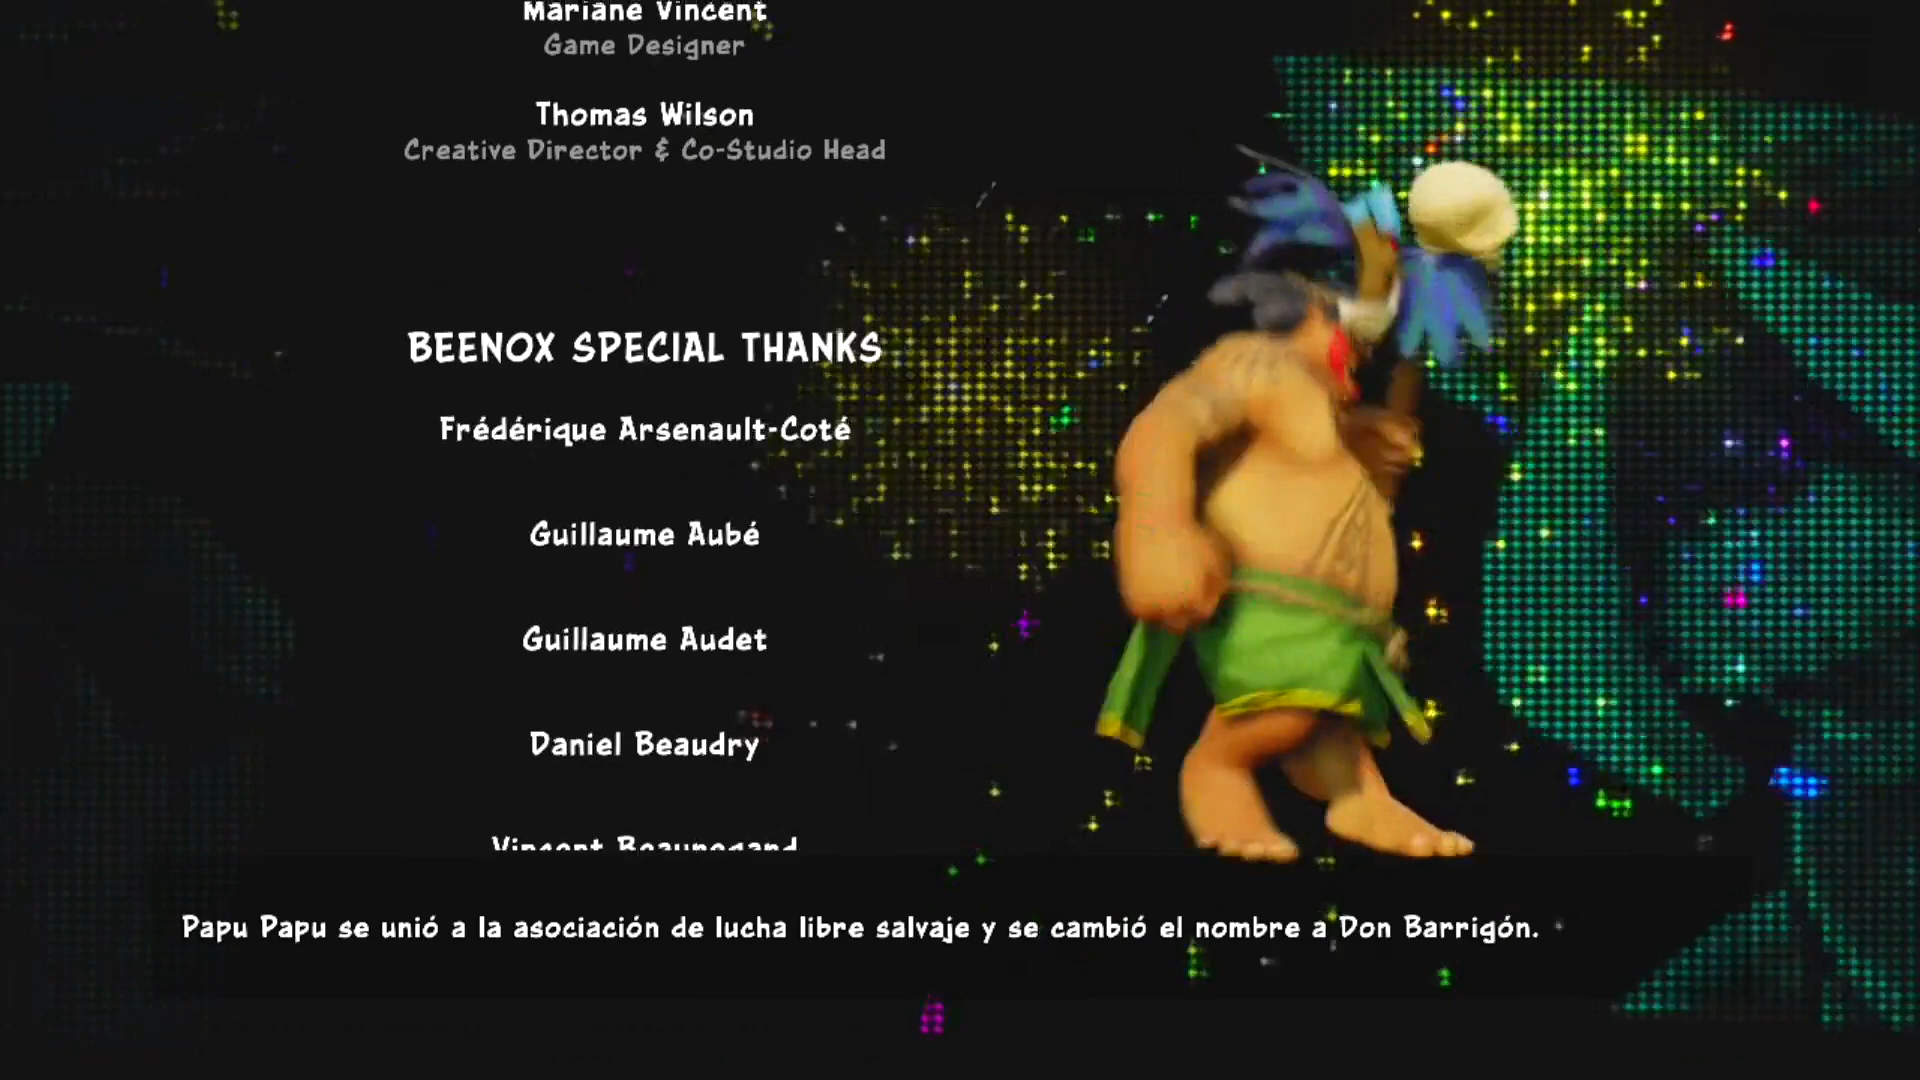 Mariane Vincent
Game Designer
Thomas Wilson
Creative Director & Co-Studio Head
BEENOX SPECIAL THANKS
Frédérique Arsenault-Coté
Guillaume Aubé
Guillaume Audet
Daniel Beaudry
Vincent Beauregard
Papu Papu se unió a la asociación de lucha libre salvaje y se cambió el nombre a Don Barrigón.